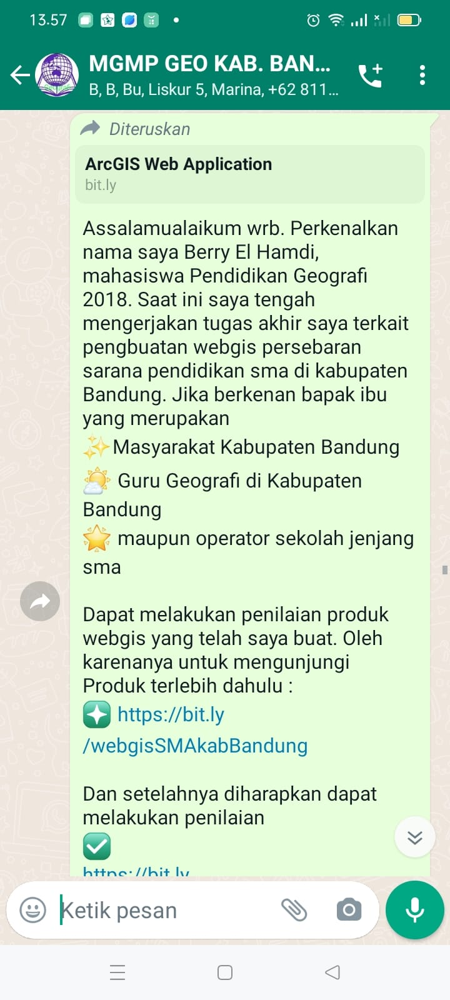 13.57
MGMP GEO KAB. BAN...
B, B, Bu, Liskur 5, Marina, +62 811...
Diteruskan
ArcGIS Web Application
bit.ly
Assalamualaikum wrb. Perkenalkan
nama saya Berry El Hamdi,
mahasiswa Pendidikan Geografi
2018. Saat ini saya tengah
mengerjakan tugas akhir saya terkait
pengbuatan webgis persebaran
sarana pendidikan sma di kabupaten
Bandung. Jika berkenan bapak ibu
yang merupakan
✨Masyarakat Kabupaten Bandung
🌤 Guru Geografi di Kabupaten
Bandung
🌟 maupun operator sekolah jenjang
sma
Dapat melakukan penilaian produk
webgis yang telah saya buat. Oleh
karenanya untuk mengunjungi
Produk terlebih dahulu :
❇️ https://bit.ly
/webgisSMAkabBandung
Dan setelahnya diharapkan dapat
melakukan penilaian
✅
https://bit.ly
Ketik pesan